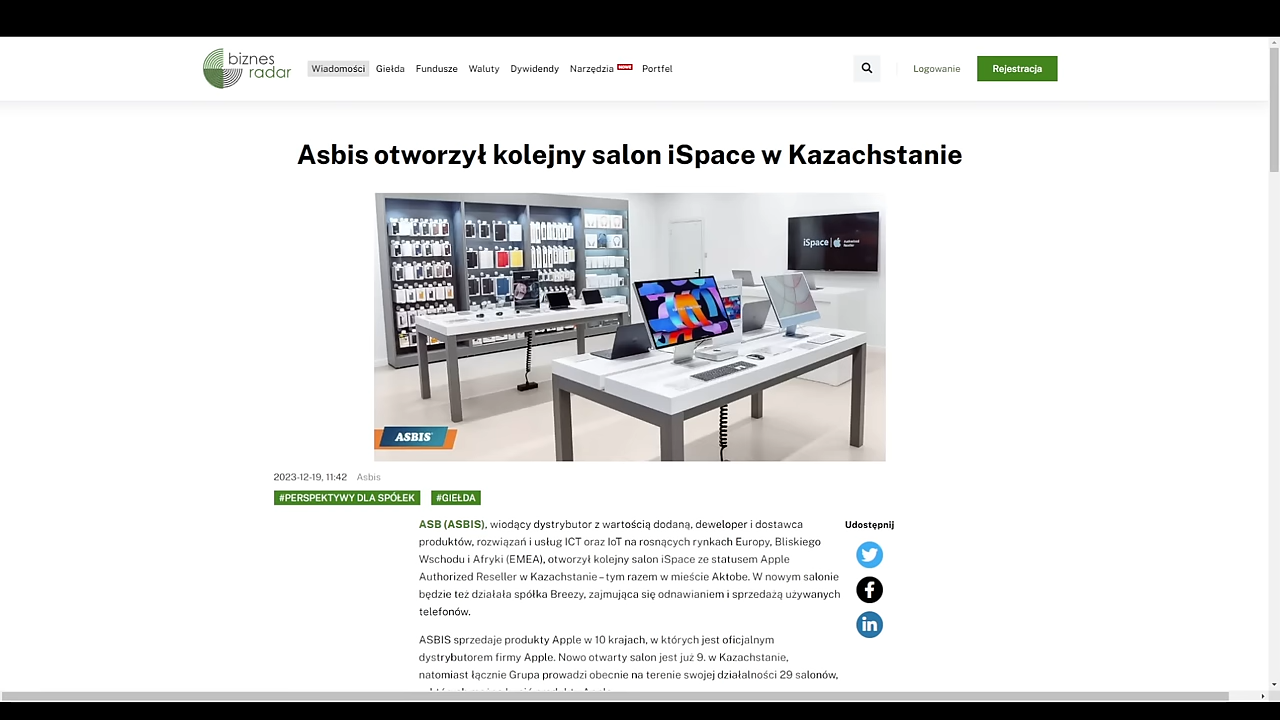 biznes
radar
Wiadomości Giełda Fundusze Waluty Dywidendy Narzędzia NOWE Portfel
Logowanie Rejestracja
Asbis otworzył kolejny salon iSpace w Kazachstanie
iSpace Authorized Reseller
ASBIS
2023-12-19, 11:42 Asbis
#PERSPEKTYWY DLA SPÓŁEK #GIEŁDA
ASB (ASBIS), wiodący dystrybutor z wartością dodaną, deweloper i dostawca
produktów, rozwiązań i usług ICT oraz IoT na rosnących rynkach Europy, Bliskiego
Wschodu i Afryki (EMEA), otworzył kolejny salon iSpace ze statusem Apple
Authorized Reseller w Kazachstanie – tym razem w mieście Aktobe. W nowym salonie
będzie też działała spółka Breezy, zajmująca się odnawianiem i sprzedażą używanych
telefonów.
Udostępnij
ASBIS sprzedaje produkty Apple w 10 krajach, w których jest oficjalnym
dystrybutorem firmy Apple. Nowo otwarty salon jest już 9. w Kazachstanie,
natomiast łącznie Grupa prowadzi obecnie na terenie swojej działalności 29 salonów,